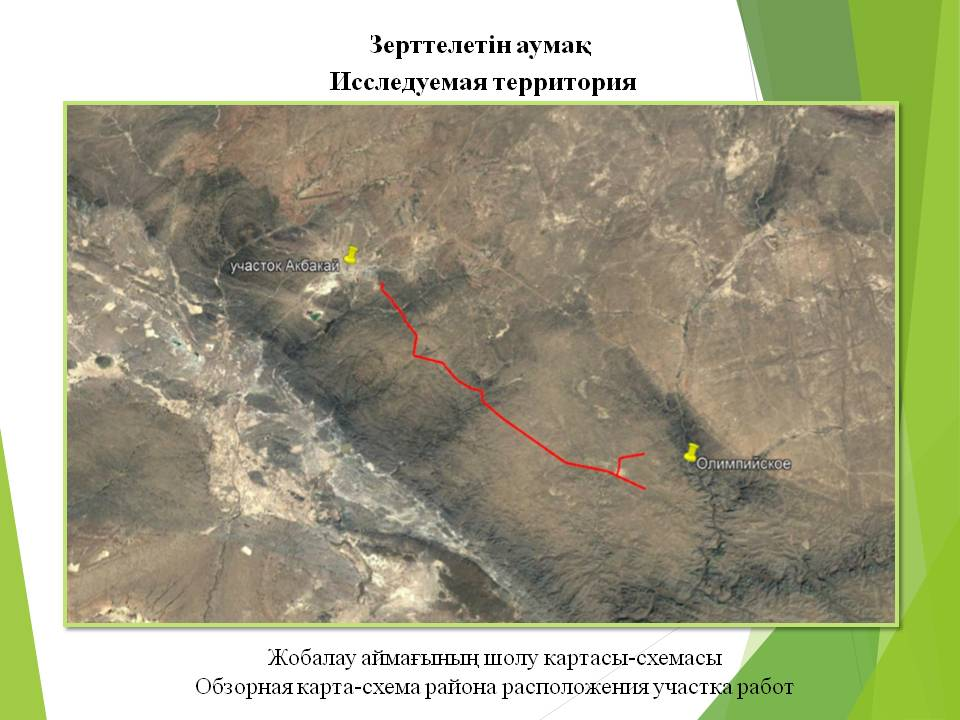 Зерттелетін аумақ
Исследуемая территория
участок Акбакай
Олимпийское
Жобалау аймағының шолу картасы-схемасы
Обзорная карта-схема района расположения участка работ